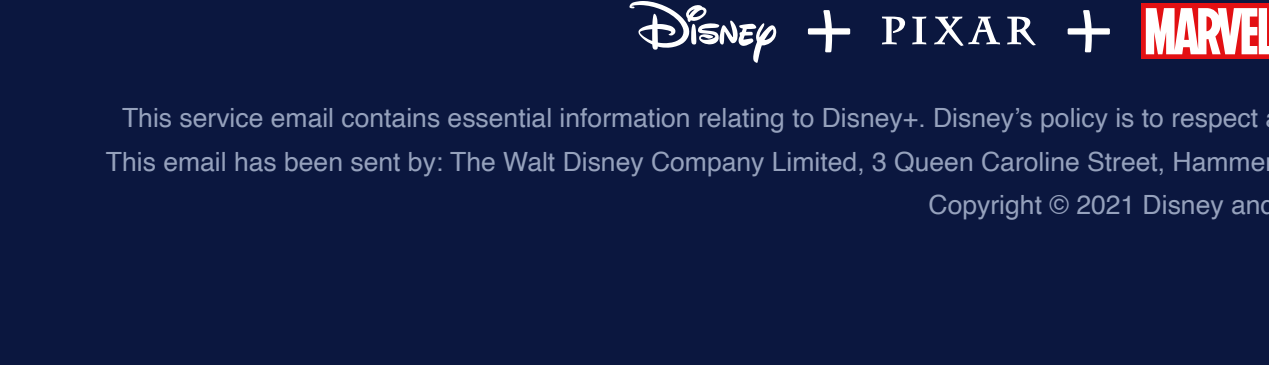 Disney + PIXAR + MARVEL
This service email contains essential information relating to Disney+. Disney’s policy is to respect
This email has been sent by: The Walt Disney Company Limited, 3 Queen Caroline Street, Hammer
Copyright © 2021 Disney and